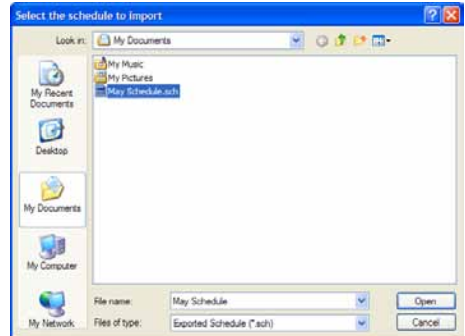 Select the schedule to import
Look in: My Documents
My Recent
Documents
Desktop
My Documents
My Computer
My Network
My Music
My Pictures
May Schedule.sch
File name: May Schedule Open
Files of type: Exported Schedule (*.sch) Cancel